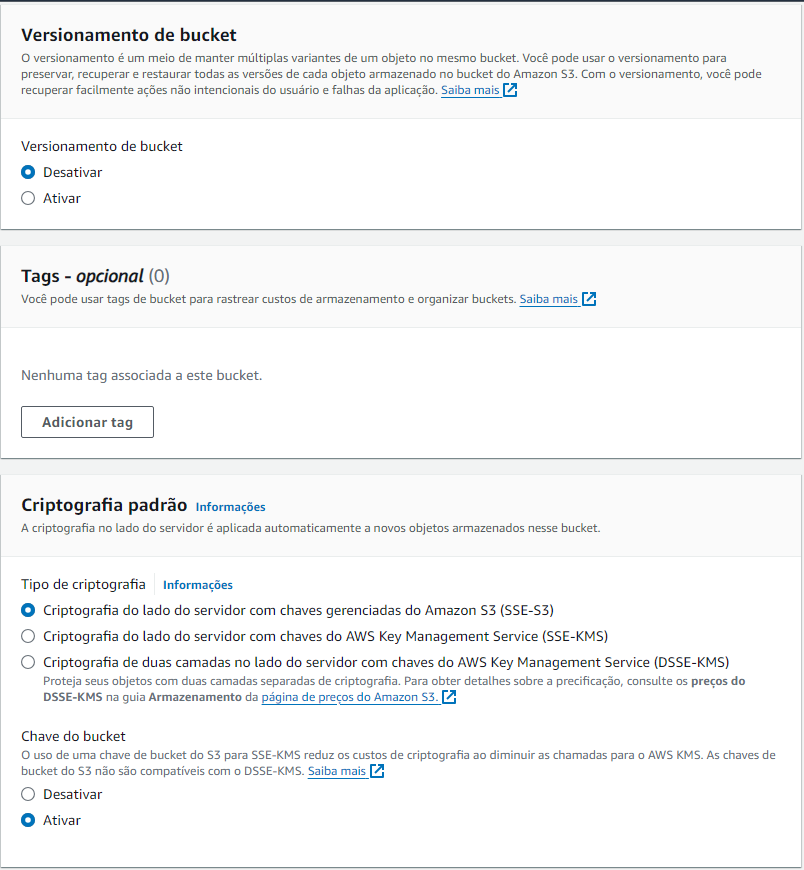 Versionamento de bucket
O versionamento é um meio de manter múltiplas variantes de um objeto no mesmo bucket. Você pode usar o versionamento para
preservar, recuperar e restaurar todas as versões de cada objeto armazenado no bucket do Amazon S3. Com o versionamento, você pode
recuperar facilmente ações não intencionais do usuário e falhas da aplicação. Saiba mais
Versionamento de bucket
Desativar
Ativar
Tags - opcional (0)
Você pode usar tags de bucket para rastrear custos de armazenamento e organizar buckets. Saiba mais
Nenhuma tag associada a este bucket.
Adicionar tag
Criptografia padrão Informações
A criptografia no lado do servidor é aplicada automaticamente a novos objetos armazenados nesse bucket.
Tipo de criptografia Informações
Criptografia do lado do servidor com chaves gerenciadas do Amazon S3 (SSE-S3)
Criptografia do lado do servidor com chaves do AWS Key Management Service (SSE-KMS)
Criptografia de duas camadas no lado do servidor com chaves do AWS Key Management Service (DSSE-KMS)
Proteja seus objetos com duas camadas separadas de criptografia. Para obter detalhes sobre a precificação, consulte os preços do
DSSE-KMS na guia Armazenamento da página de preços do Amazon S3.
Chave do bucket
O uso de uma chave de bucket do S3 para SSE-KMS reduz os custos de criptografia ao diminuir as chamadas para o AWS KMS. As chaves de
bucket do S3 não são compatíveis com o DSSE-KMS. Saiba mais
Desativar
Ativar